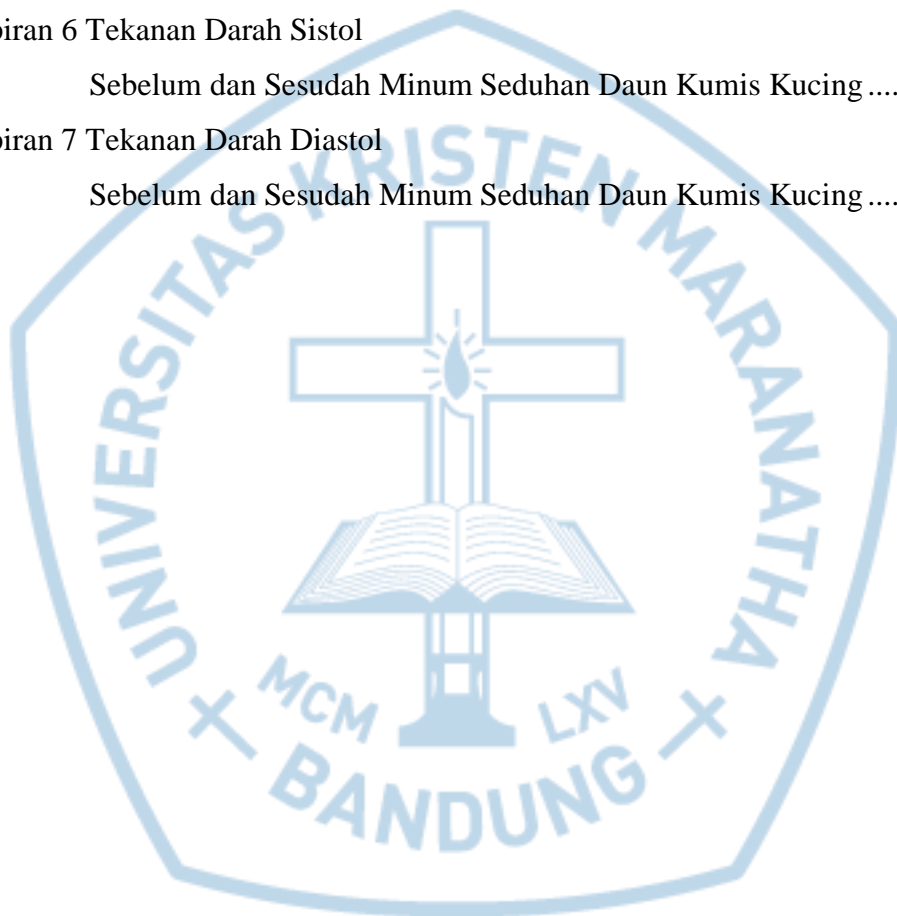 piran 6 Tekanan Darah Sistol
Sebelum dan Sesudah Minum Seduhan Daun Kumis Kucing ....
piran 7 Tekanan Darah Diastol
Sebelum dan Sesudah Minum Seduhan Daun Kumis Kucing ....
UNIVERSITAS KRISTEN MARANATHA
MCM LXV
BANDUNG